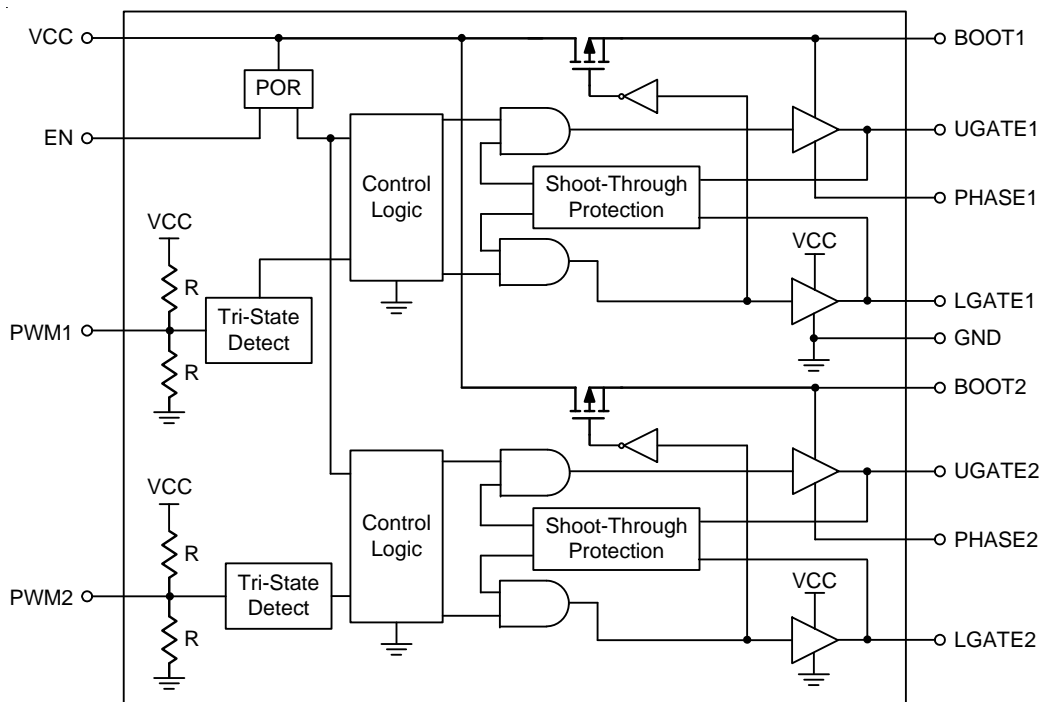 VCC
BOOT1
POR
EN
UGATE1
Control
Logic
Shoot-Through
Protection
PHASE1
VCC
VCC
R
Tri-State
Detect
LGATE1
PWM1
GND
R
BOOT2
UGATE2
VCC
Control
Logic
Shoot-Through
Protection
PHASE2
R
Tri-State
Detect
VCC
PWM2
R
LGATE2